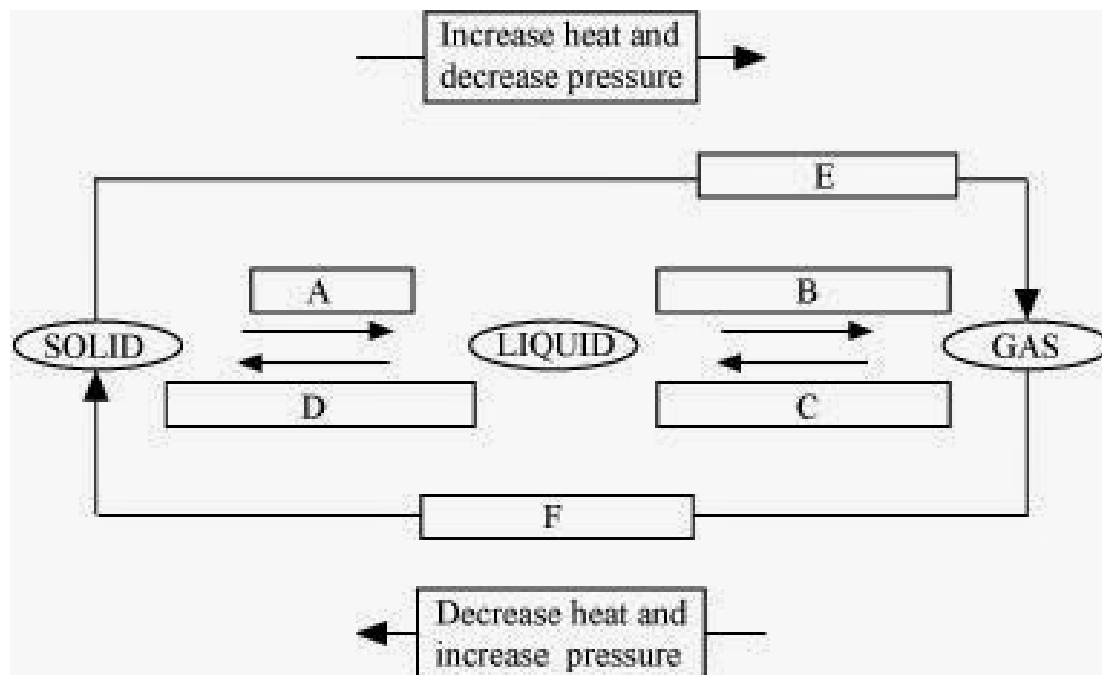 Increase heat and
decrease pressure
E
A
B
SOLID
LIQUID
GAS
D
C
F
Decrease heat and
increase pressure